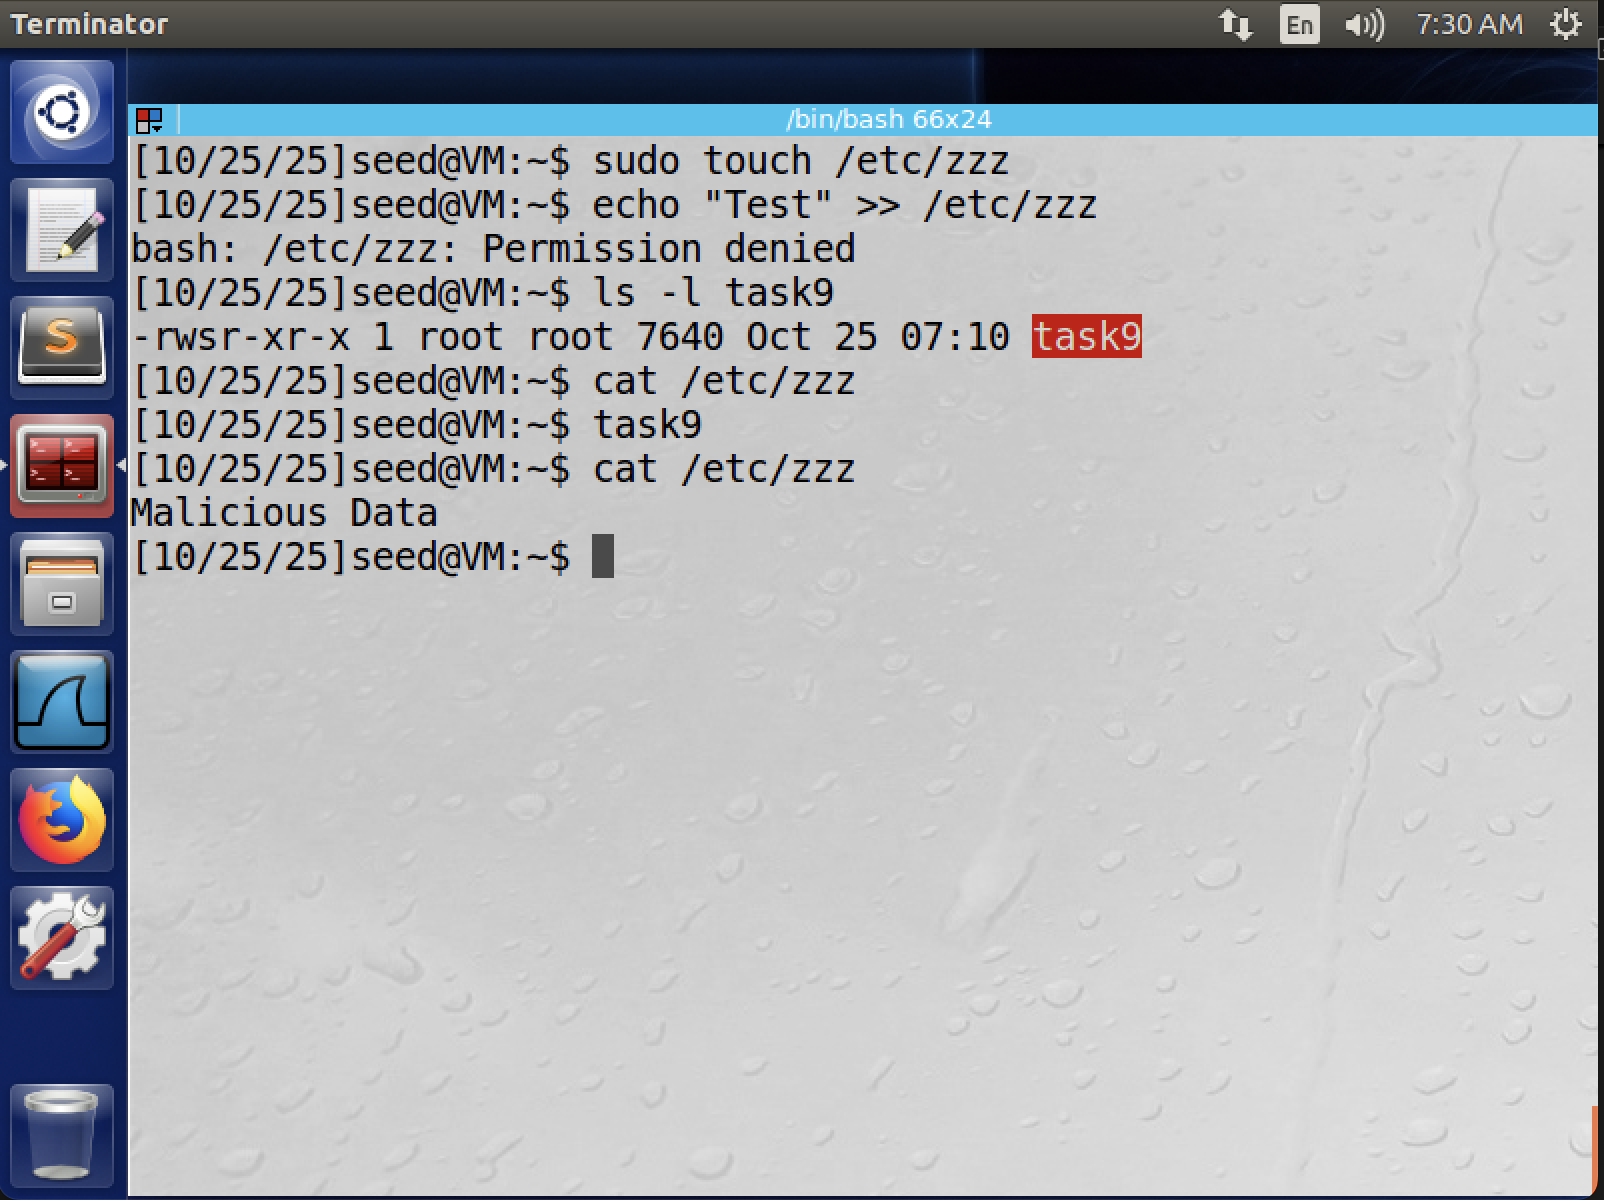 Terminator
En
7:30 AM
/bin/bash 66x24
[10/25/25]seed@VM:~$ sudo touch /etc/zzz
[10/25/25]seed@VM:~$ echo "Test" >> /etc/zzz
bash: /etc/zzz: Permission denied
[10/25/25]seed@VM:~$ ls -l task9
-rwsr-xr-x 1 root root 7640 Oct 25 07:10 task9
[10/25/25]seed@VM:~$ cat /etc/zzz
[10/25/25]seed@VM:~$ task9
[10/25/25]seed@VM:~$ cat /etc/zzz
Malicious Data
[10/25/25]seed@VM:~$